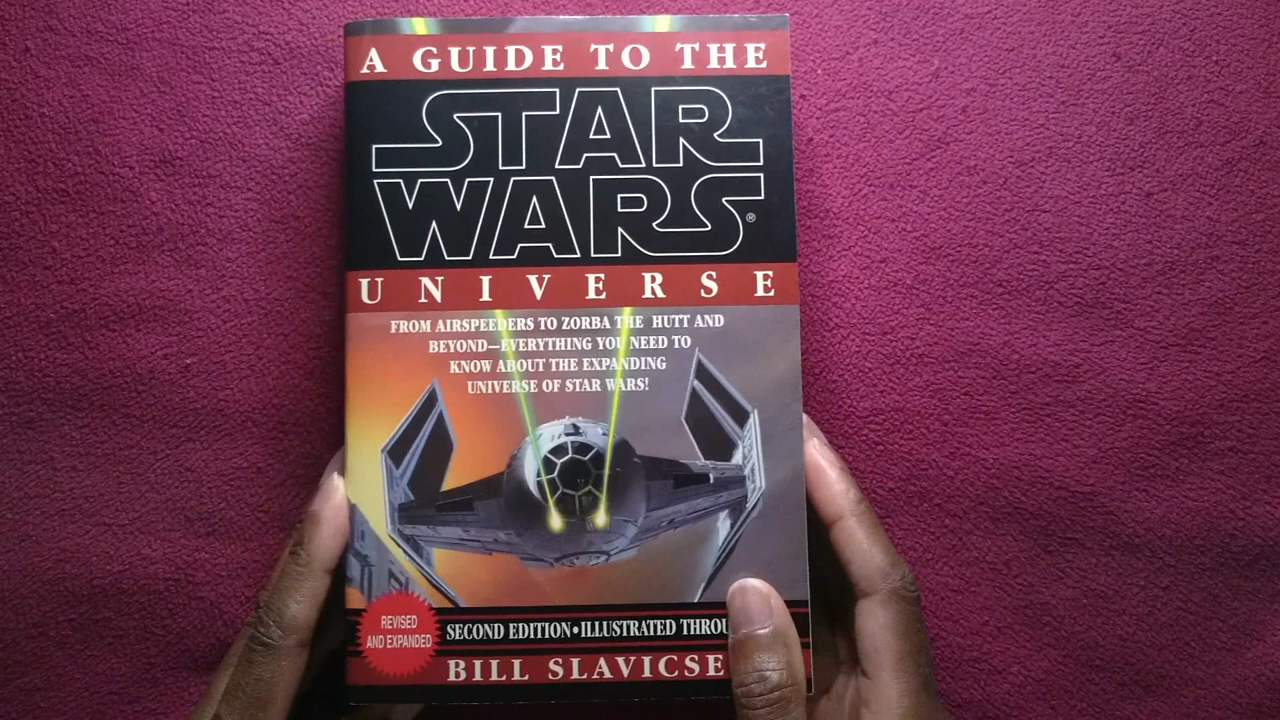 A GUIDE TO THE
STAR
WARS®
UNIVERSE
FROM AIRSPEEDERS TO ZORBA THE HUTT AND
BEYOND—EVERYTHING YOU NEED TO
KNOW ABOUT THE EXPANDING
UNIVERSE OF STAR WARS!
REVISED
AND EXPANDED
SECOND EDITION•ILLUSTRATED THROU
BILL SLAVICSE